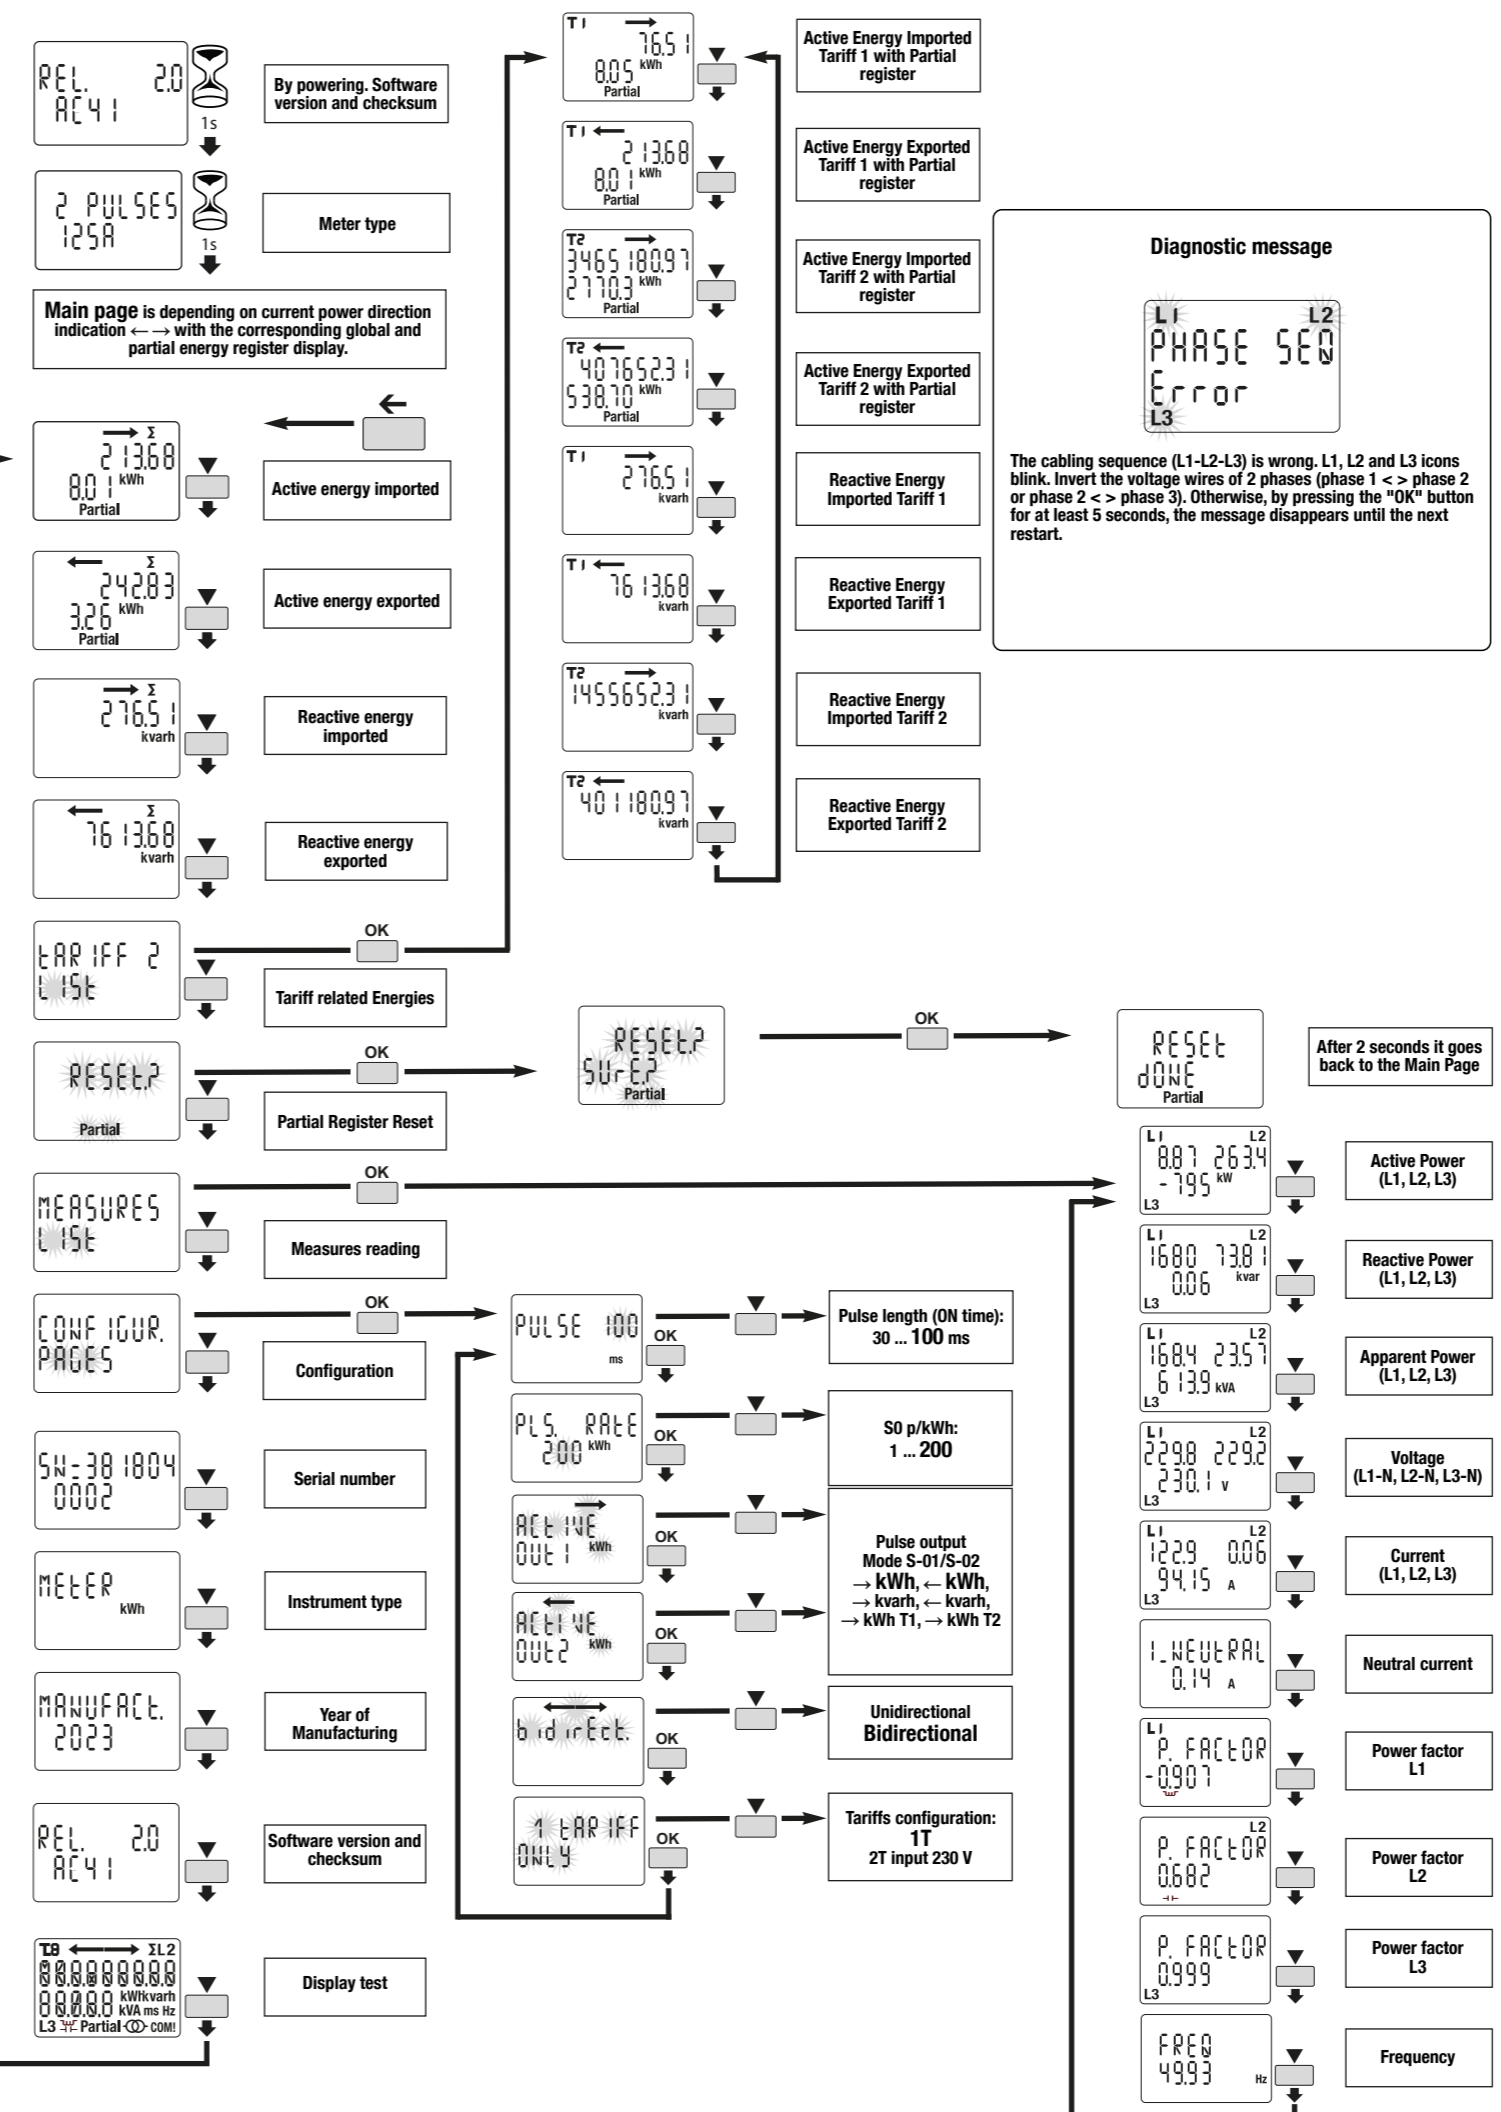 REL. 2.0
AC41
1s
By powering. Software
version and checksum
2 PULSES
125A
1s
Meter type
Main page is depending on current power direction
indication ← → with the corresponding global and
partial energy register display.
←
→ Σ
213.68
8.01 kWh
Partial
Active energy imported
← Σ
242.83
3.26 kWh
Partial
Active energy exported
→ Σ
276.51
kvarh
Reactive energy
imported
← Σ
7613.68
kvarh
Reactive energy
exported
tARIFF 2
LISt
OK
Tariff related Energies
RESEt.?
Partial
OK
Partial Register Reset
RESEt.?
SUrE.?
Partial
OK
RESEt
dONE
Partial
After 2 seconds it goes
back to the Main Page
MEASURES
LISt
OK
Measures reading
CONFIGUR.
PAGES
OK
Configuration
SN-381804
0002
Serial number
MEtER
kWh
Instrument type
MANUFACt.
2023
Year of
Manufacturing
REL. 2.0
AC41
Software version and
checksum
T8 ← → ΣL2
kWhkvarh
kVA ms Hz
L3 Partial COM!
Display test
T1 →
76.51
8.05 kWh
Partial
Active Energy Imported
Tariff 1 with Partial
register
T1 ←
213.68
8.01 kWh
Partial
Active Energy Exported
Tariff 1 with Partial
register
T2 →
3465180.97
2770.3 kWh
Partial
Active Energy Imported
Tariff 2 with Partial
register
T2 ←
407652.31
538.70 kWh
Partial
Active Energy Exported
Tariff 2 with Partial
register
T1 →
276.51
kvarh
Reactive Energy
Imported Tariff 1
T1 ←
7613.68
kvarh
Reactive Energy
Exported Tariff 1
T2 →
1455652.31
kvarh
Reactive Energy
Imported Tariff 2
T2 ←
401180.97
kvarh
Reactive Energy
Exported Tariff 2
Diagnostic message
L1 L2
PHASE SEQ
Error
L3
The cabling sequence (L1-L2-L3) is wrong. L1, L2 and L3 icons
blink. Invert the voltage wires of 2 phases (phase 1 < > phase 2
or phase 2 < > phase 3). Otherwise, by pressing the "OK" button
for at least 5 seconds, the message disappears until the next
restart.
PULSE 100
ms
OK
Pulse length (ON time):
30 ... 100 ms
PLS. RAtE
200 kWh
OK
S0 p/kWh:
1 ... 200
→
ACtIVE
OUt1 kWh
OK
←
ACtIVE
OUt2 kWh
OK
Pulse output
Mode S-01/S-02
→ kWh, ← kWh,
→ kvarh, ← kvarh,
→ kWh T1, → kWh T2
← →
bidirEct.
OK
Unidirectional
Bidirectional
1 tARIFF
ONLY
OK
Tariffs configuration:
1T
2T input 230 V
L1 L2
8.87 263.4
-795 kW
L3
Active Power
(L1, L2, L3)
L1 L2
1680 73.81
0.06 kvar
L3
Reactive Power
(L1, L2, L3)
L1 L2
168.4 23.57
613.9 kVA
L3
Apparent Power
(L1, L2, L3)
L1 L2
229.8 229.2
230.1 V
L3
Voltage
(L1-N, L2-N, L3-N)
L1 L2
122.9 0.06
94.15 A
L3
Current
(L1, L2, L3)
I_NEUtRAL
0.14 A
Neutral current
L1
P. FACtOR
-0.907
Power factor
L1
L2
P. FACtOR
0.682
Power factor
L2
P. FACtOR
0.999
L3
Power factor
L3
FREQ
49.93 Hz
Frequency